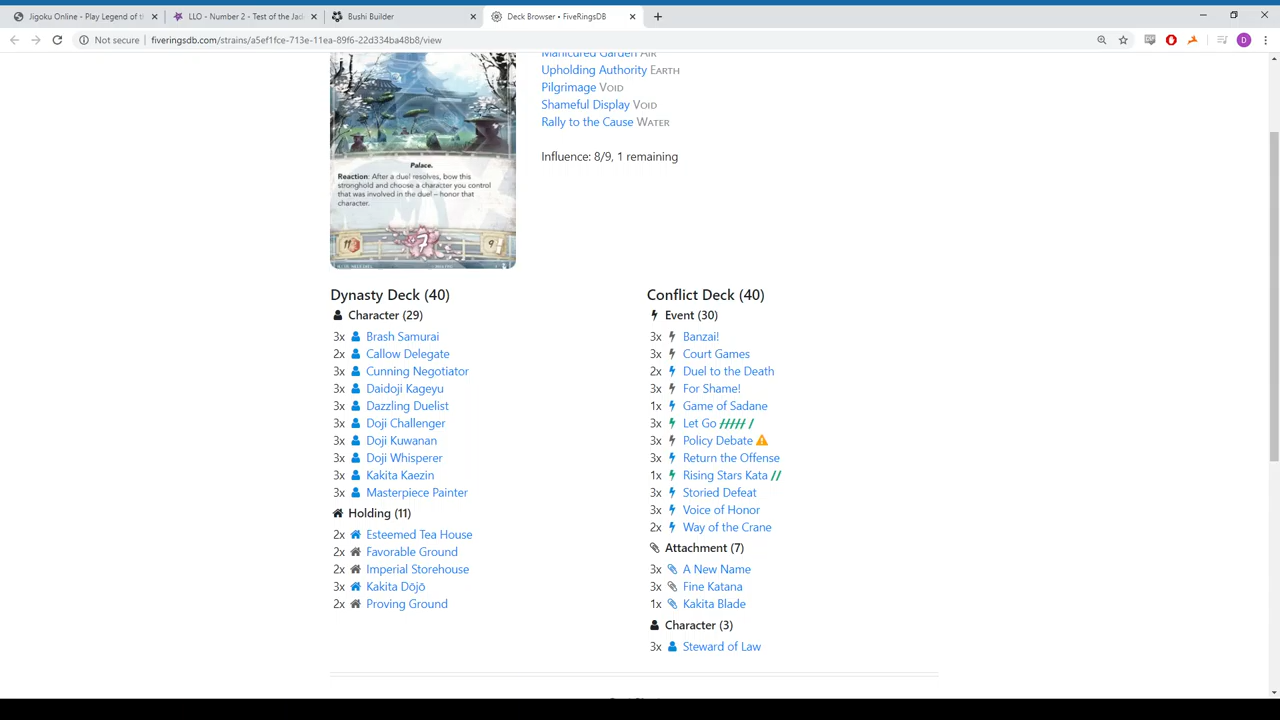 Jigoku Online - Play Legend of th
LLO - Number 2 - Test of the Jad
Bushi Builder
Deck Browser • FiveRingsDB
Not secure
fiveringsdb.com/strains/a5ef1fce-713e-11ea-89f6-22d334ba48b8/view
D
Manicured Garden Air
Upholding Authority Earth
Pilgrimage Void
Shameful Display Void
Rally to the Cause Water
Influence: 8/9, 1 remaining
Palace.
Reaction: After a duel resolves, bow this
stronghold and choose a character you control
that was involved in the duel – honor that
character.
11
7
9
Dynasty Deck (40)
Character (29)
3x Brash Samurai
2x Callow Delegate
3x Cunning Negotiator
3x Daidoji Kageyu
3x Dazzling Duelist
3x Doji Challenger
3x Doji Kuwanan
3x Doji Whisperer
3x Kakita Kaezin
3x Masterpiece Painter
Holding (11)
2x Esteemed Tea House
2x Favorable Ground
2x Imperial Storehouse
3x Kakita Dōjō
2x Proving Ground
Conflict Deck (40)
Event (30)
3x Banzai!
3x Court Games
2x Duel to the Death
3x For Shame!
1x Game of Sadane
3x Let Go
3x Policy Debate
3x Return the Offense
1x Rising Stars Kata
3x Storied Defeat
3x Voice of Honor
2x Way of the Crane
Attachment (7)
3x A New Name
3x Fine Katana
1x Kakita Blade
Character (3)
3x Steward of Law